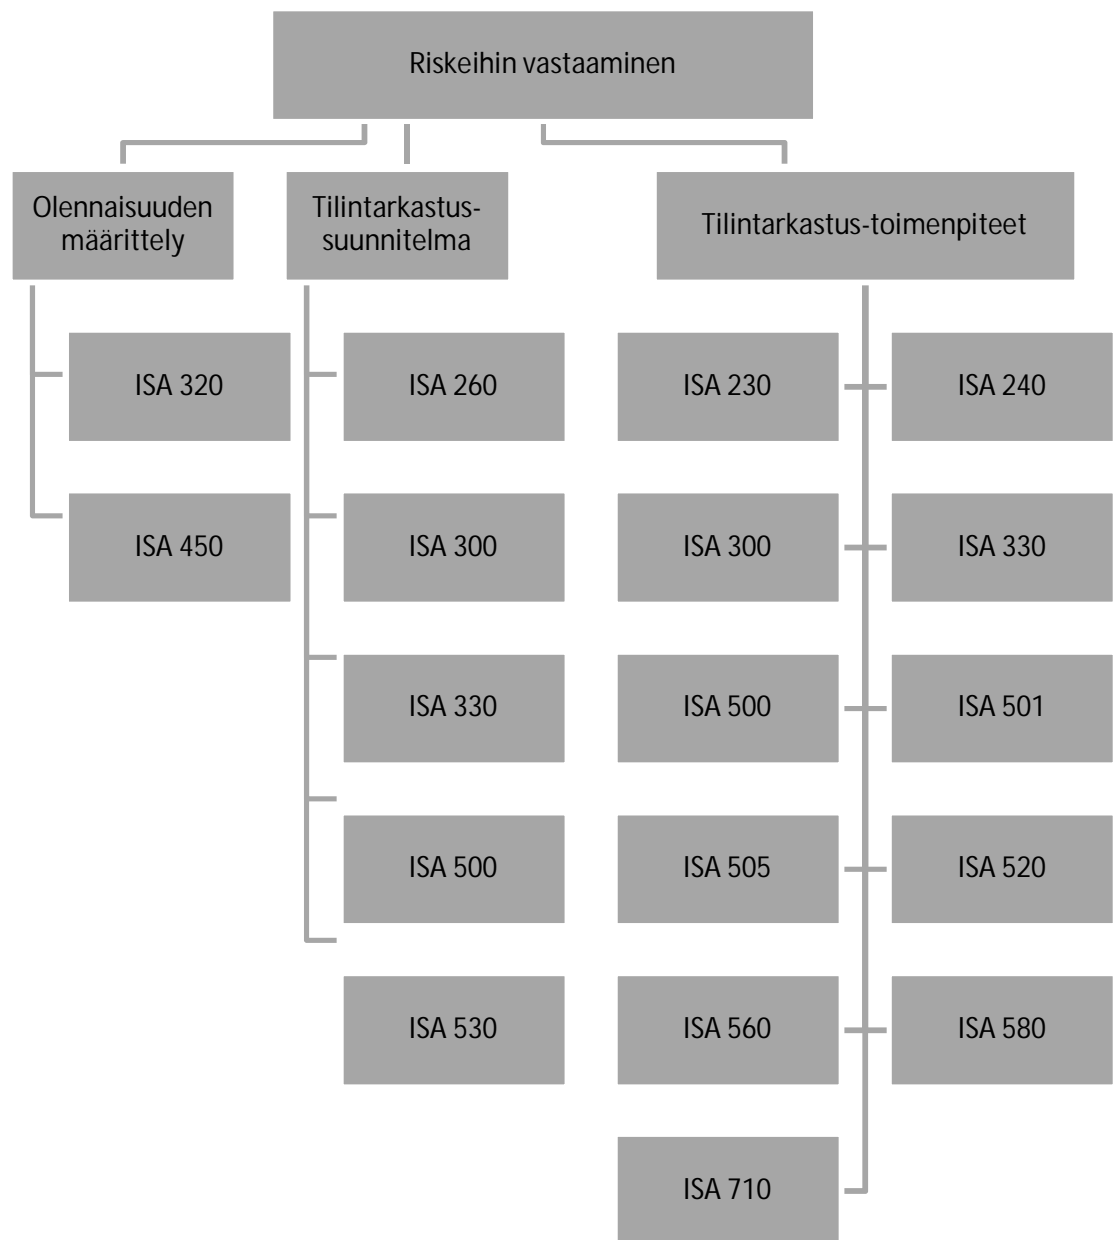 Riskeihin vastaaminen
Olennaisuuden
määrittely
Tilintarkastus-
suunnitelma
Tilintarkastus-toimenpiteet
ISA 320
ISA 260
ISA 230
ISA 240
ISA 450
ISA 300
ISA 300
ISA 330
ISA 330
ISA 500
ISA 501
ISA 500
ISA 505
ISA 520
ISA 530
ISA 560
ISA 580
ISA 710